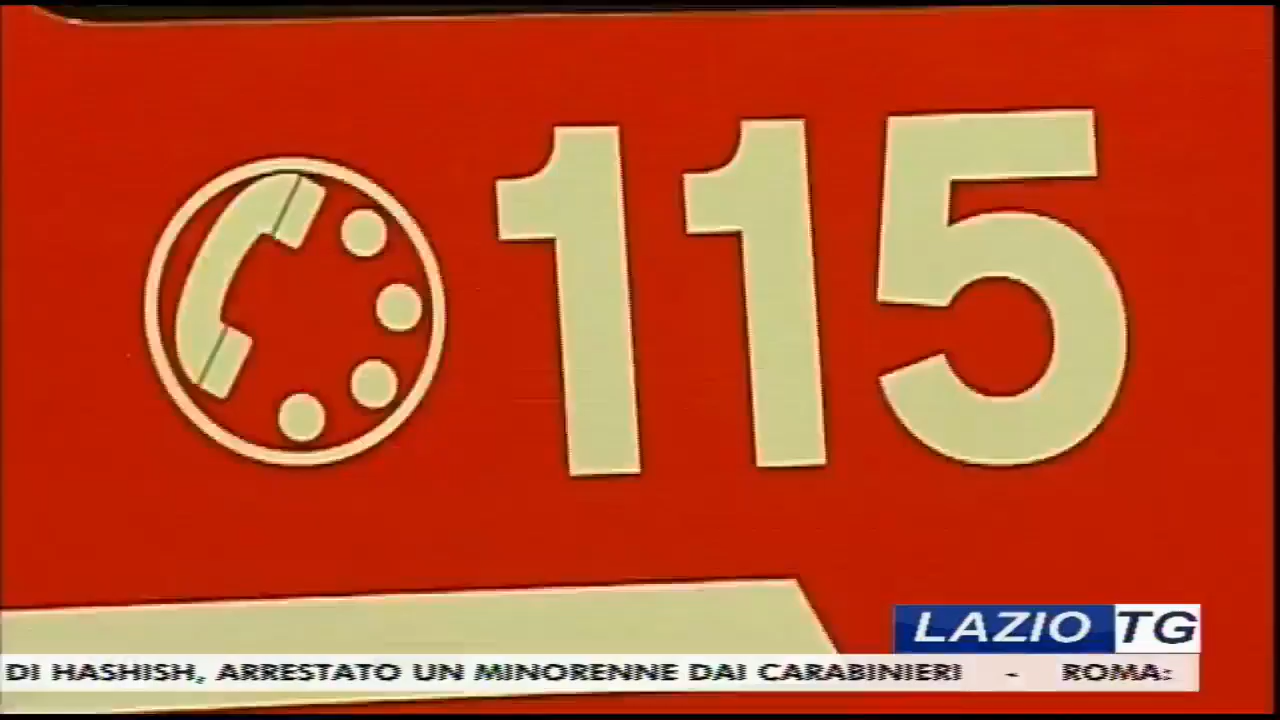 115
LAZIO TG
DI HASHISH, ARRESTATO UN MINORENNE DAI CARABINIERI - ROMA: